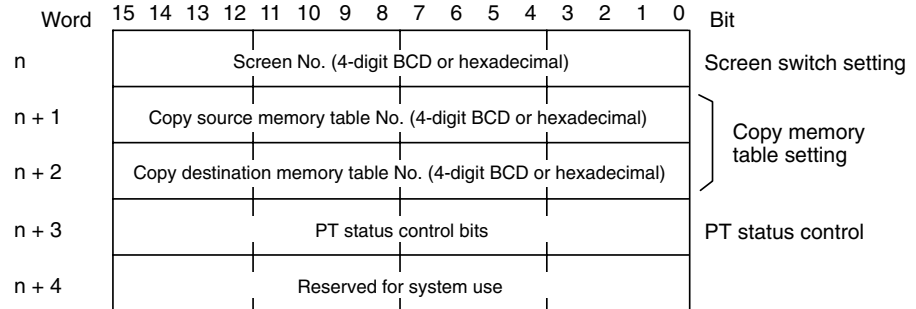 Word 15 14 13 12 11 10 9 8 7 6 5 4 3 2 1 0 Bit
n Screen No. (4-digit BCD or hexadecimal) Screen switch setting
n + 1 Copy source memory table No. (4-digit BCD or hexadecimal)
Copy memory
table setting
n + 2 Copy destination memory table No. (4-digit BCD or hexadecimal)
n + 3 PT status control bits PT status control
n + 4 Reserved for system use